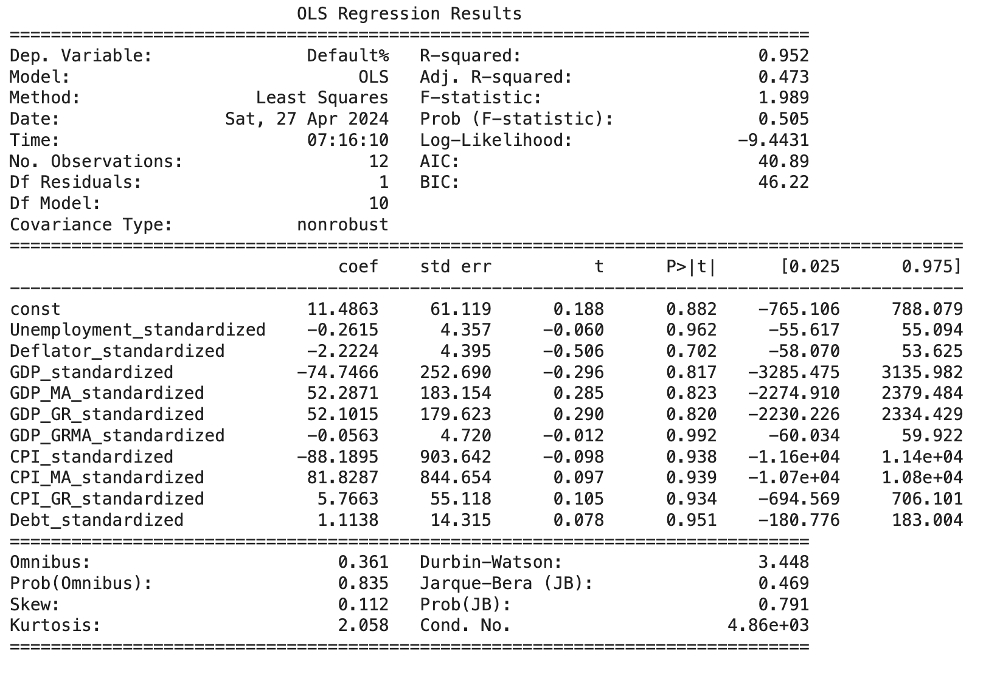 OLS Regression Results
==============================================================================
Dep. Variable:               Default%   R-squared:                       0.952
Model:                            OLS   Adj. R-squared:                  0.473
Method:                 Least Squares   F-statistic:                     1.989
Date:                Sat, 27 Apr 2024   Prob (F-statistic):              0.505
Time:                        07:16:10   Log-Likelihood:                -9.4431
No. Observations:                  12   AIC:                             40.89
Df Residuals:                       1   BIC:                             46.22
Df Model:                          10
Covariance Type:            nonrobust
=============================================================================================
                                coef    std err          t      P>|t|      [0.025      0.975]
---------------------------------------------------------------------------------------------
const                        11.4863     61.119      0.188      0.882    -765.106     788.079
Unemployment_standardized    -0.2615      4.357     -0.060      0.962     -55.617      55.094
Deflator_standardized        -2.2224      4.395     -0.506      0.702     -58.070      53.625
GDP_standardized            -74.7466    252.690     -0.296      0.817   -3285.475    3135.982
GDP_MA_standardized          52.2871    183.154      0.285      0.823   -2274.910    2379.484
GDP_GR_standardized          52.1015    179.623      0.290      0.820   -2230.226    2334.429
GDP_GRMA_standardized        -0.0563      4.720     -0.012      0.992     -60.034      59.922
CPI_standardized            -88.1895    903.642     -0.098      0.938   -1.16e+04    1.14e+04
CPI_MA_standardized          81.8287    844.654      0.097      0.939   -1.07e+04    1.08e+04
CPI_GR_standardized           5.7663     55.118      0.105      0.934    -694.569     706.101
Debt_standardized             1.1138     14.315      0.078      0.951    -180.776     183.004
==============================================================================
Omnibus:                        0.361   Durbin-Watson:                   3.448
Prob(Omnibus):                  0.835   Jarque-Bera (JB):                0.469
Skew:                           0.112   Prob(JB):                        0.791
Kurtosis:                       2.058   Cond. No.                     4.86e+03
==============================================================================